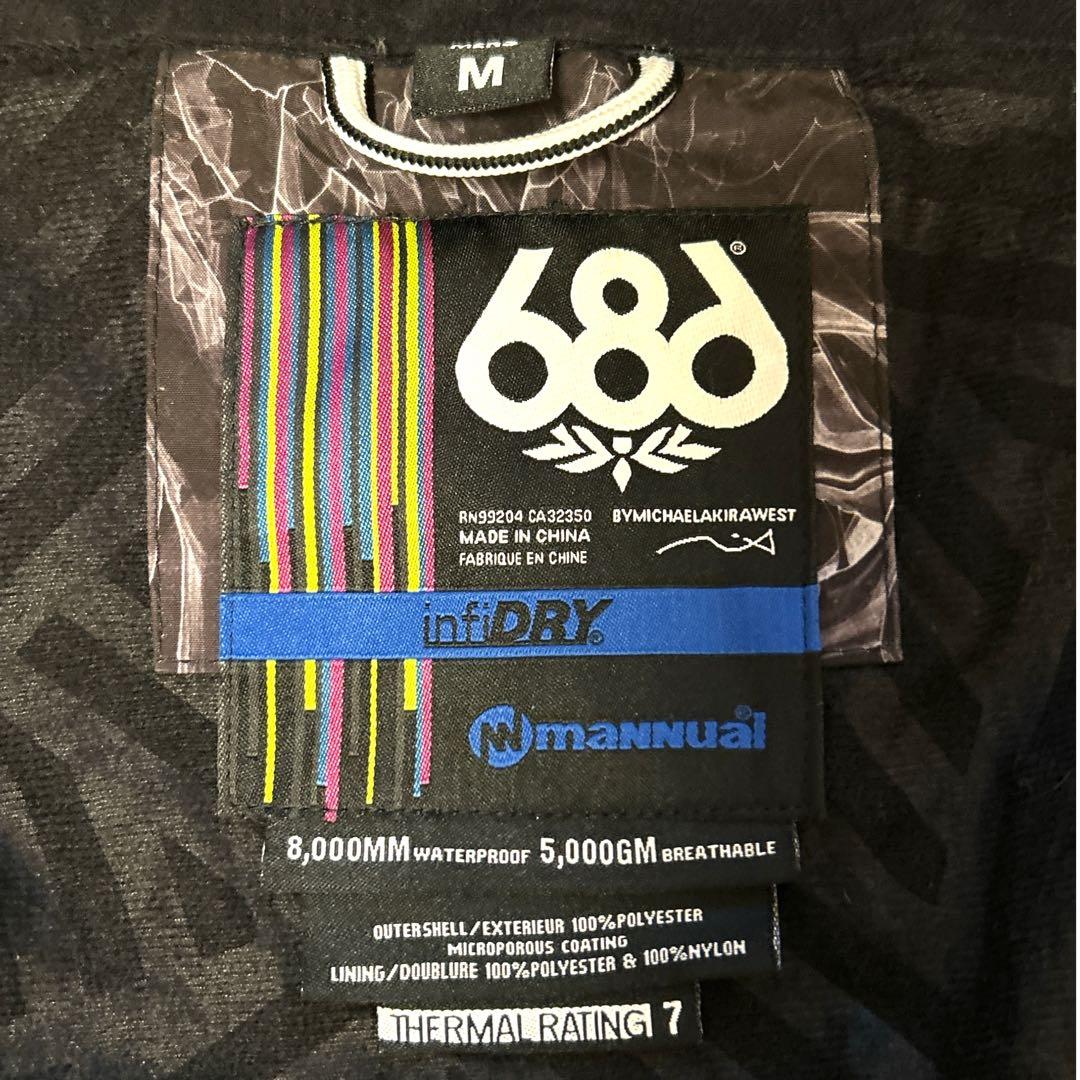 MENS
M
686®
RN99204 CA32350 BYMICHAELAKIRAWEST
MADE IN CHINA
FABRIQUE EN CHINE
infiDRY®
mannual®
8,000MM WATERPROOF 5,000GM BREATHABLE
OUTERSHELL/EXTERIEUR 100%POLYESTER
MICROPOROUS COATING
LINING/DOUBLURE 100%POLYESTER & 100%NYLON
THERMAL RATING 7